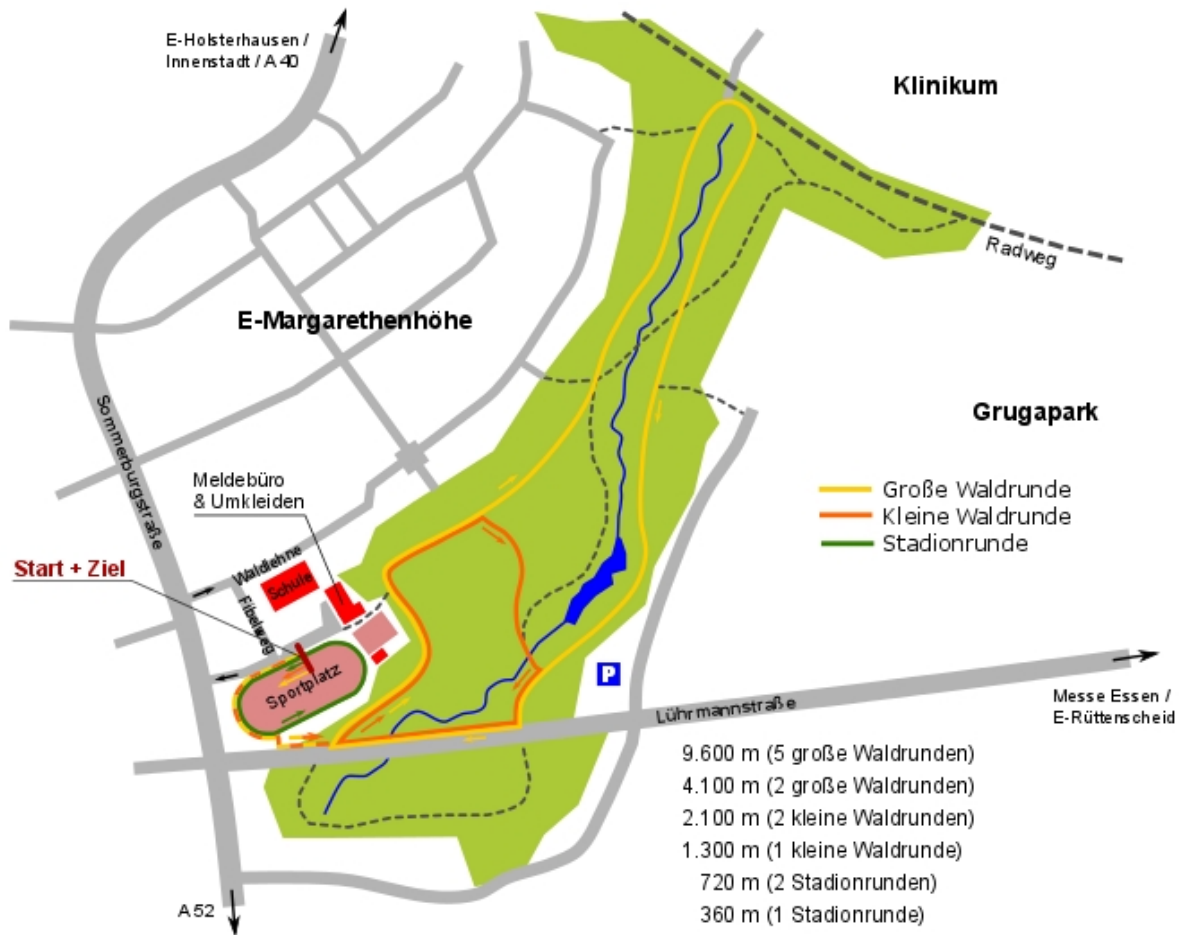 E-Holsterhausen /
Innenstadt / A 40
Klinikum
Radweg
E-Margarethenhöhe
Grugapark
Sommerburgstraße
Meldebüro
& Umkleiden
Große Waldrunde
Kleine Waldrunde
Stadionrunde
Start + Ziel
Waldlehne
Schule
Fibelweg
Sportplatz
P
Lührmannstraße
Messe Essen /
E-Rüttenscheid
9.600 m (5 große Waldrunden)
4.100 m (2 große Waldrunden)
2.100 m (2 kleine Waldrunden)
1.300 m (1 kleine Waldrunde)
720 m (2 Stadionrunden)
360 m (1 Stadionrunde)
A 52